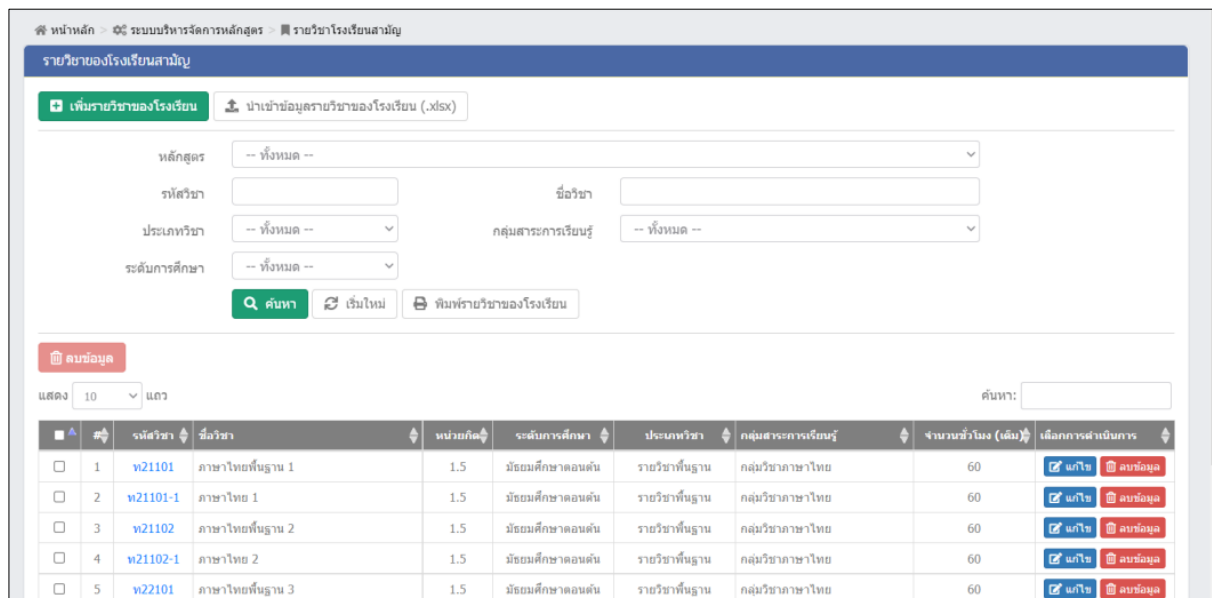 หน้าหลัก > ระบบบริหารจัดการหลักสูตร > รายวิชาโรงเรียนสามัญ
รายวิชาของโรงเรียนสามัญ
เพิ่มรายวิชาของโรงเรียน นำเข้าข้อมูลรายวิชาของโรงเรียน (.xlsx)
หลักสูตร -- ทั้งหมด --
รหัสวิชา ชื่อวิชา
ประเภทวิชา -- ทั้งหมด -- กลุ่มสาระการเรียนรู้ -- ทั้งหมด --
ระดับการศึกษา -- ทั้งหมด --
ค้นหา เริ่มใหม่ พิมพ์รายวิชาของโรงเรียน
ลบข้อมูล
แสดง 10 แถว ค้นหา:
# รหัสวิชา ชื่อวิชา หน่วยกิต ระดับการศึกษา ประเภทวิชา กลุ่มสาระการเรียนรู้ จำนวนชั่วโมง (เต็ม) เลือกการดำเนินการ
1 ท21101 ภาษาไทยพื้นฐาน 1 1.5 มัธยมศึกษาตอนต้น รายวิชาพื้นฐาน กลุ่มวิชาภาษาไทย 60 แก้ไข ลบข้อมูล
2 ท21101-1 ภาษาไทย 1 1.5 มัธยมศึกษาตอนต้น รายวิชาพื้นฐาน กลุ่มวิชาภาษาไทย 60 แก้ไข ลบข้อมูล
3 ท21102 ภาษาไทยพื้นฐาน 2 1.5 มัธยมศึกษาตอนต้น รายวิชาพื้นฐาน กลุ่มวิชาภาษาไทย 60 แก้ไข ลบข้อมูล
4 ท21102-1 ภาษาไทย 2 1.5 มัธยมศึกษาตอนต้น รายวิชาพื้นฐาน กลุ่มวิชาภาษาไทย 60 แก้ไข ลบข้อมูล
5 ท22101 ภาษาไทยพื้นฐาน 3 1.5 มัธยมศึกษาตอนต้น รายวิชาพื้นฐาน กลุ่มวิชาภาษาไทย 60 แก้ไข ลบข้อมูล